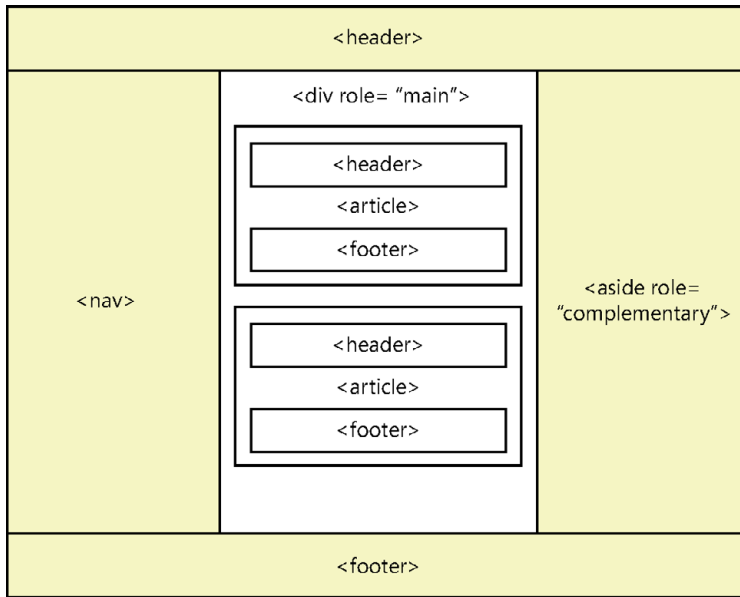 <header>
<div role= “main”>
<header>
<article>
<footer>
<nav>
<header>
<article>
<footer>
<aside role=
“complementary”>
<footer>